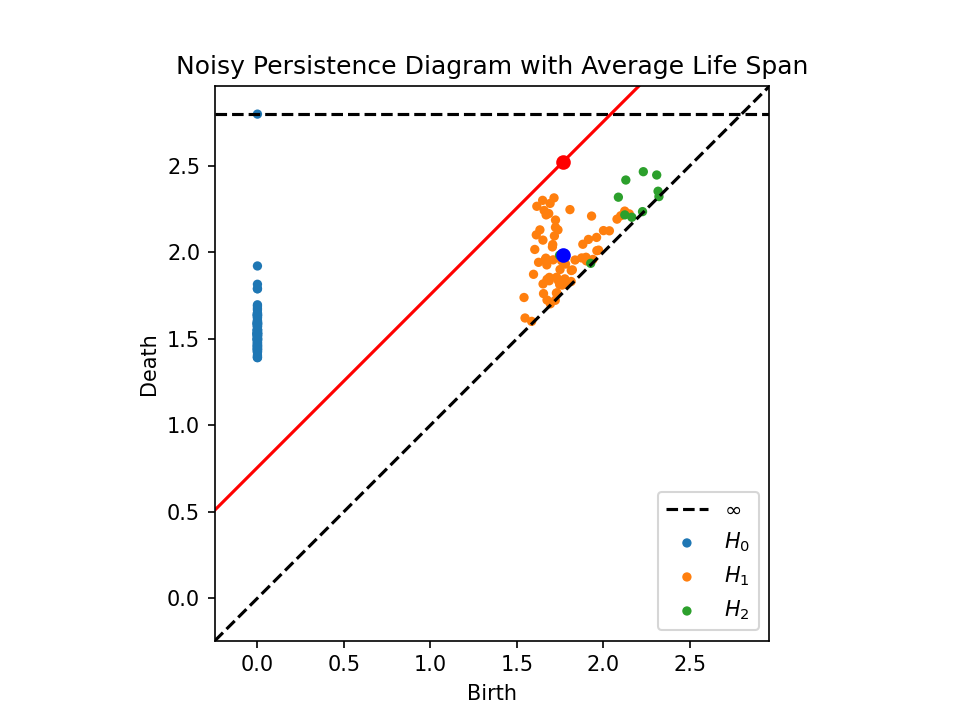 Noisy Persistence Diagram with Average Life Span
Death
2.5
2.0
1.5
1.0
0.5
0.0
∞
H₀
H₁
H₂
0.0 0.5 1.0 1.5 2.0 2.5
Birth